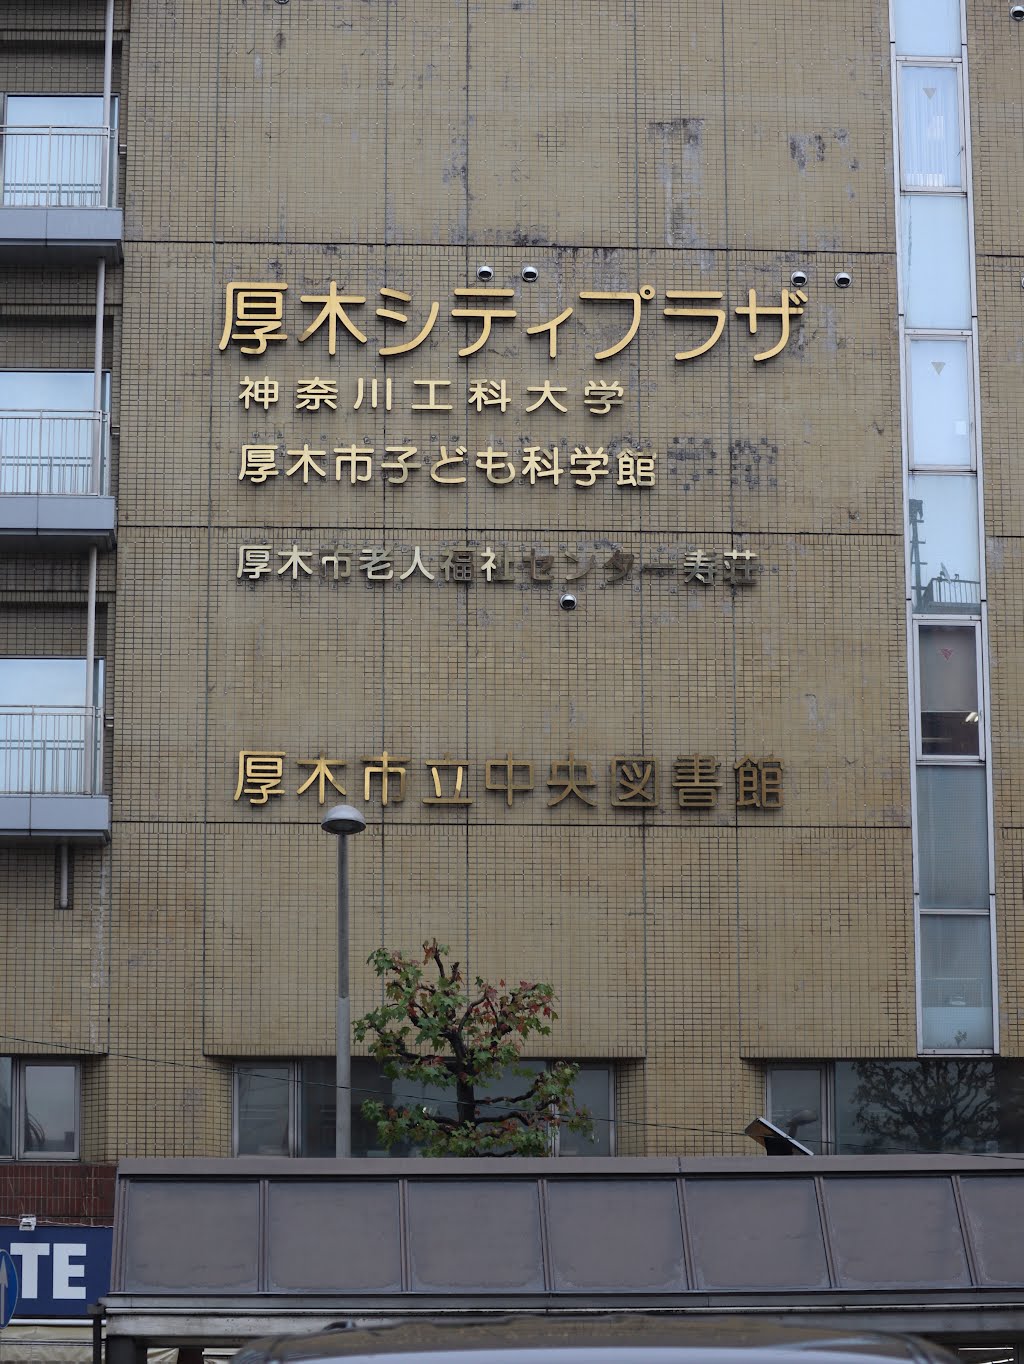 厚木シティプラザ
神奈川工科大学
厚木市子ども科学館
厚木市老人福祉センター寿荘
厚木市立中央図書館
TE